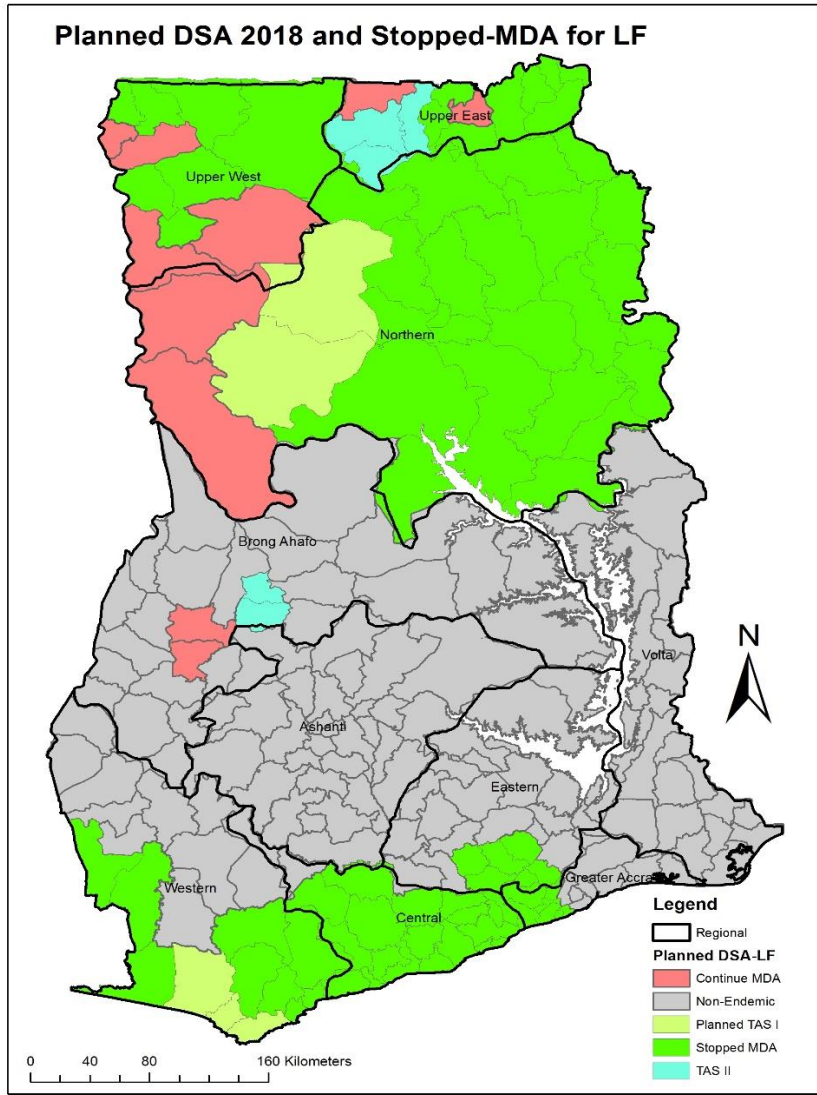 Planned DSA 2018 and Stopped-MDA for LF
Upper East
Upper West
Northern
Brong Ahafo
Volta
N
Ashanti
Eastern
Western
Central
Greater Accra
Legend
Regional
Planned DSA-LF
Continue MDA
Non-Endemic
Planned TAS I
Stopped MDA
TAS II
0 40 80 160 Kilometers